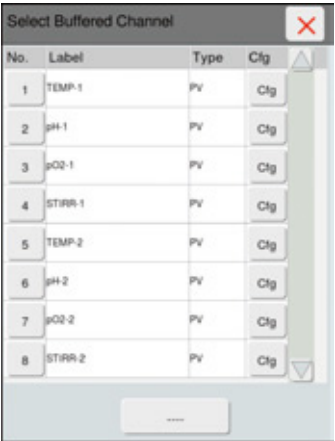 Select Buffered Channel
No. Label Type Cfg
1 TEMP-1 PV Cfg
2 pH-1 PV Cfg
3 pO2-1 PV Cfg
4 STIRR-1 PV Cfg
5 TEMP-2 PV Cfg
6 pH-2 PV Cfg
7 pO2-2 PV Cfg
8 STIRR-2 PV Cfg
....